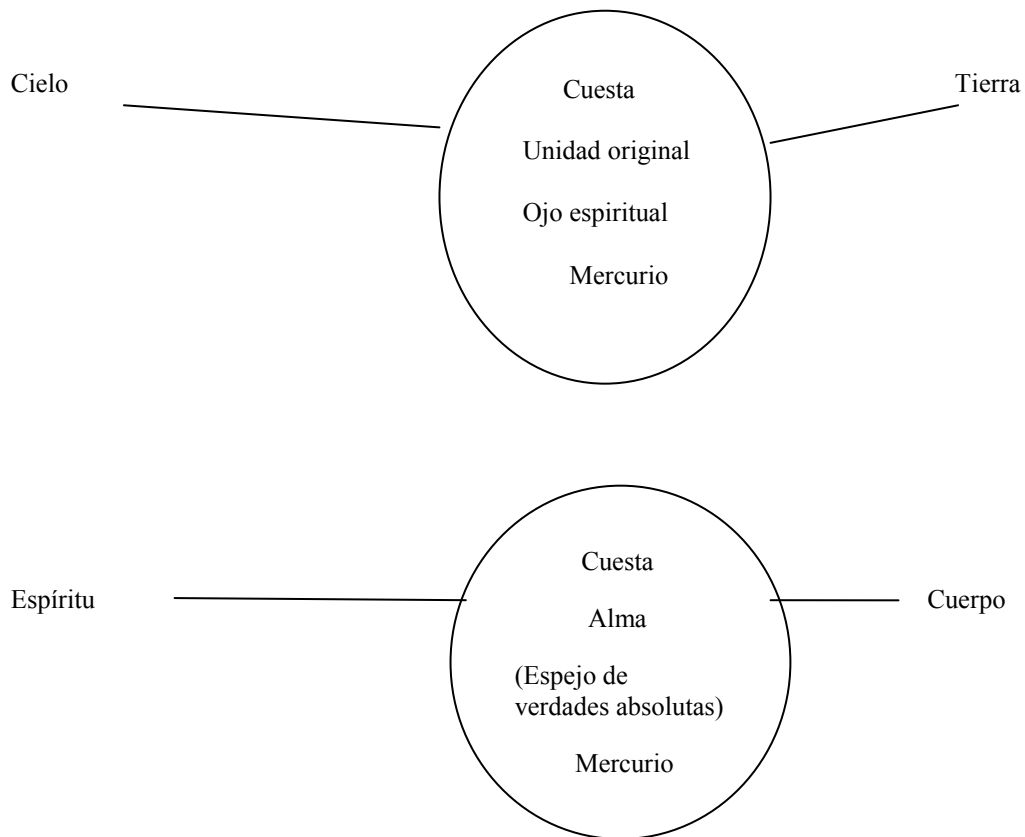 Cielo
Tierra
Cuesta
Unidad original
Ojo espiritual
Mercurio
Espíritu
Cuerpo
Cuesta
Alma
(Espejo de
verdades absolutas)
Mercurio